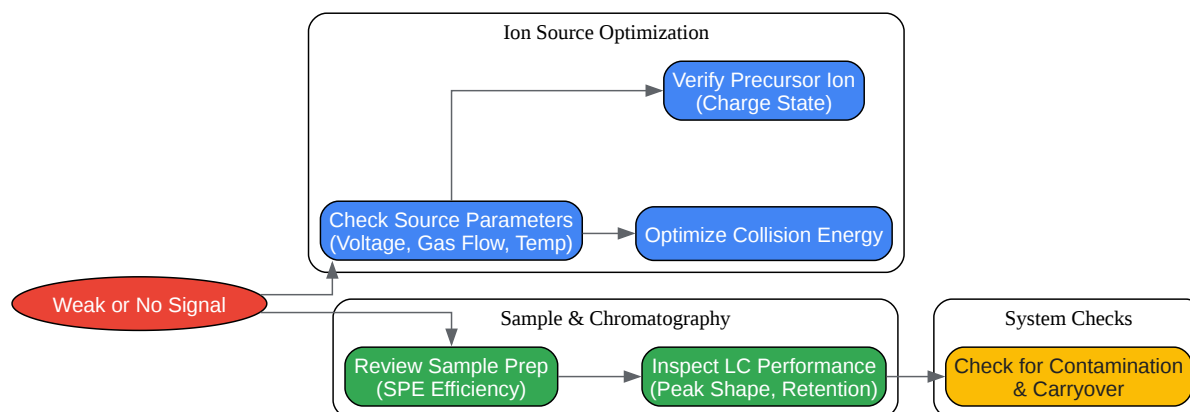 Ion Source Optimization
Verify Precursor Ion
(Charge State)
Check Source Parameters
(Voltage, Gas Flow, Temp)
Optimize Collision Energy
Weak or No Signal
Sample & Chromatography
Review Sample Prep
(SPE Efficiency)
Inspect LC Performance
(Peak Shape, Retention)
System Checks
Check for Contamination
& Carryover